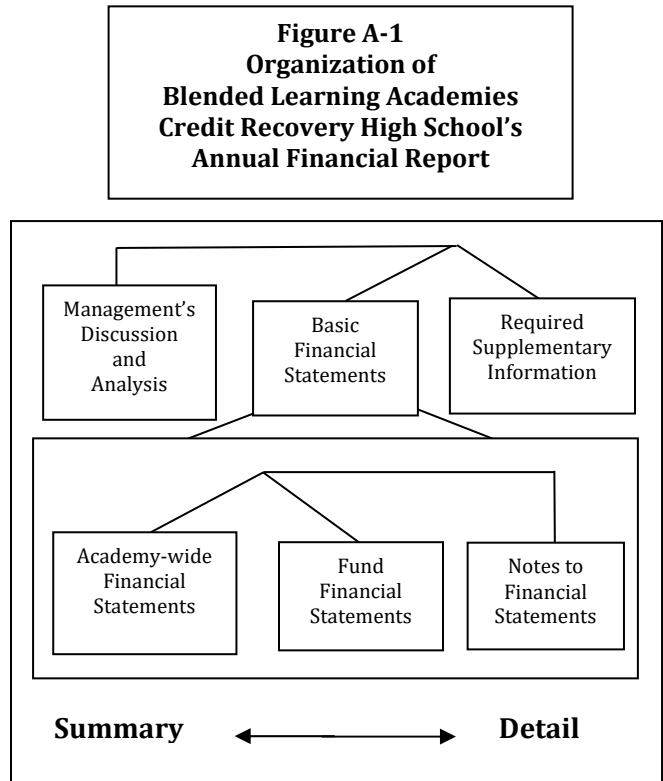 Figure A-1
Organization of
Blended Learning Academies
Credit Recovery High School’s
Annual Financial Report
Management’s
Discussion
and
Analysis
Basic
Financial
Statements
Required
Supplementary
Information
Academy-wide
Financial
Statements
Fund
Financial
Statements
Notes to
Financial
Statements
Summary
Detail